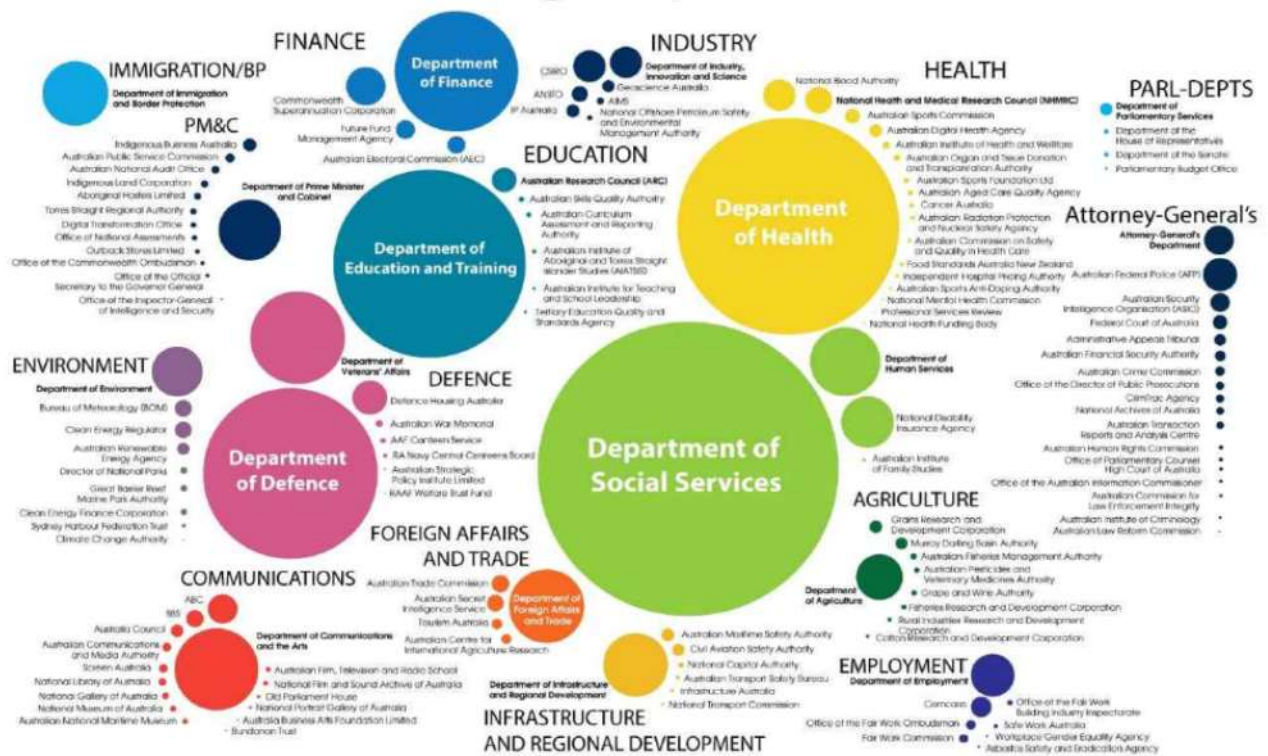 FINANCE
Department
of Finance
Commonwealth
Superannuation Corporation
Future Fund
Management Agency
Australian Electoral Commission (AEC)
INDUSTRY
CSIRO
Department of Industry,
Innovation and Science
Geoscience Australia
ANSTO
AIMS
IP Australia
National Offshore Petroleum Safety
and Environmental
Management Authority
IMMIGRATION/BP
Department of Immigration
and Border Protection
PM&C
Indigenous Business Australia
Australian Public Service Commission
Australian National Audit Office
Indigenous Land Corporation
Aboriginal Hostels Limited
Torres Straight Regional Authority
Digital Transformation Office
Office of National Assessments
Outback Stores Limited
Office of the Commonwealth Ombudsman
Office of the Official
Secretary to the Governor General
Office of the Inspector-General
of Intelligence and Security
Department of Prime Minister
and Cabinet
EDUCATION
Australian Research Council (ARC)
Department of
Education and Training
Australian Skills Quality Authority
Australian Curriculum
Assessment and Reporting
Authority
Australian Institute of
Aboriginal and Torres Straight
Islander Studies (AIATSIS)
Australian Institute for Teaching
and School Leadership
Tertiary Education Quality and
Standards Agency
HEALTH
National Blood Authority
National Health and Medical Research Council (NHMRC)
Australian Sports Commission
Australian Digital Health Agency
Australian Institute of Health and Wellfare
Australian Organ and Tissue Donation
and Transplantation Authority
Australian Sports Foundation Ltd
Australian Aged Care Quality Agency
Cancer Australia
Australian Radiation Protection
and Nuclear Safety Agency
Australian Commission on Safety
and Quality in Health Care
Food Standards Australia New Zealand
Independent Hospital Pricing Authority
Australian Sports Anti-Doping Authority
National Mental Health Commission
Professional Services Review
National Health Funding Body
Department
of Health
PARL-DEPTS
Department of
Parliamentary Services
Department of the
House of Representatives
Department of the Senate
Parliamentary Budget Office
Attorney-General's
Attorney-General's
Department
Australian Federal Police (AFP)
Australian Security
Intelligence Organisation (ASIO)
Federal Court of Australia
Administrative Appeals Tribunal
Australian Financial Security Authority
Australian Crime Commission
Office of the Director of Public Prosecutions
CrimTrac Agency
National Archives of Australia
Australian Transaction
Reports and Analysis Centre
Australian Human Rights Commission
Office of Parliamentary Counsel
High Court of Australia
Office of the Australian Information Commissioner
Australian Commission for
Law Enforcement Integrity
Australian Institute of Criminology
Australian Law Reform Commission
ENVIRONMENT
Department of Environment
Bureau of Meteorology (BOM)
Clean Energy Regulator
Australian Renewable
Energy Agency
Director of National Parks
Great Barrier Reef
Marine Park Authority
Clean Energy Finance Corporation
Sydney Harbour Federation Trust
Climate Change Authority
Department of
Veterans' Affairs
DEFENCE
Defence Housing Australia
Australian War Memorial
AAF Canteen Service
RA Navy Central Canteens Board
Australian Strategic
Policy Institute Limited
RAAF Welfare Trust Fund
Department
of Defence
Department of
Social Services
Department of
Human Services
National Disability
Insurance Agency
Australian Institute
of Family Studies
FOREIGN AFFAIRS
AND TRADE
Australian Trade Commission
Australian Secret
Intelligence Service
Tourism Australia
Australian Centre for
International Agriculture Research
Department of
Foreign Affairs
and Trade
AGRICULTURE
Grains Research and
Development Corporation
Murray Darling Basin Authority
Australian Fisheries Management Authority
Australian Pesticides and
Veterinary Medicines Authority
Grape and Wine Authority
Fisheries Research and Development Corporation
Rural Industries Research and Development
Corporation
Cotton Research and Development Corporation
Department
of Agriculture
COMMUNICATIONS
ABC
SBS
Australia Council
Australian Communications
and Media Authority
Screen Australia
National Library of Australia
National Gallery of Australia
National Museum of Australia
Australian National Maritime Museum
Department of Communications
and the Arts
Australian Film, Television and Radio School
National Film and Sound Archive of Australia
Old Parliament House
National Portrait Gallery of Australia
Australia Business Arts Foundation Limited
Bundanon Trust
Department of Infrastructure
and Regional Development
Australian Maritime Safety Authority
Civil Aviation Safety Authority
National Capital Authority
Australian Transport Safety Bureau
Infrastructure Australia
National Transport Commission
INFRASTRUCTURE
AND REGIONAL DEVELOPMENT
EMPLOYMENT
Department of Employment
Comcare
Office of the Fair Work
Building Industry Inspectorate
Office of the Fair Work Ombudsman
Safe Work Australia
Fair Work Commission
Workplace Gender Equality Agency
Asbestos Safety and Eradication Agency